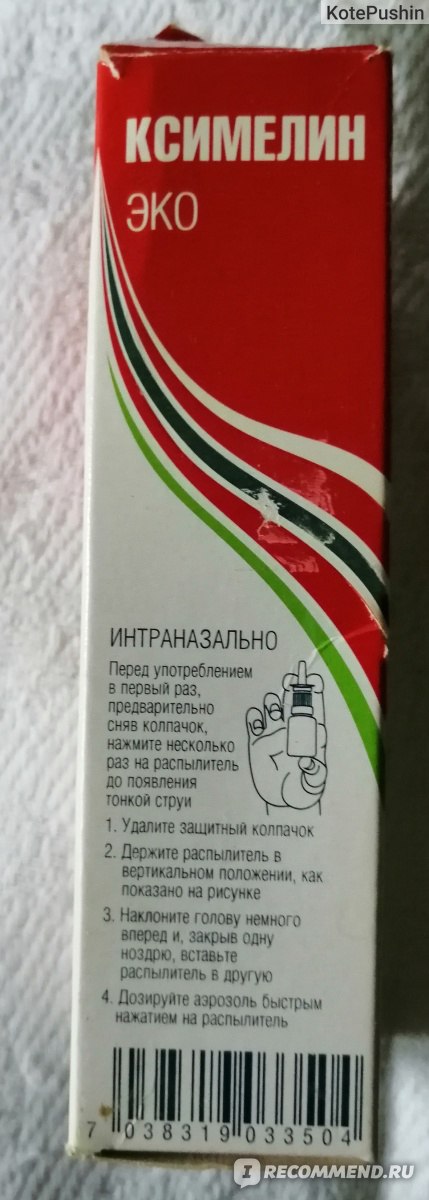 KotePushin
КСИМЕЛИН
ЭКО
ИНТРАНАЗАЛЬНО
Перед употреблением
в первый раз,
предварительно
сняв колпачок,
нажмите несколько
раз на распылитель
до появления
тонкой струи
1. Удалите защитный колпачок
2. Держите распылитель в
вертикальном положении, как
показано на рисунке
3. Наклоните голову немного
вперед и, закрыв одну
ноздрю, вставьте
распылитель в другую
4. Дозируйте аэрозоль быстрым
нажатием на распылитель
7 038319 033504
IRECOMMEND.RU